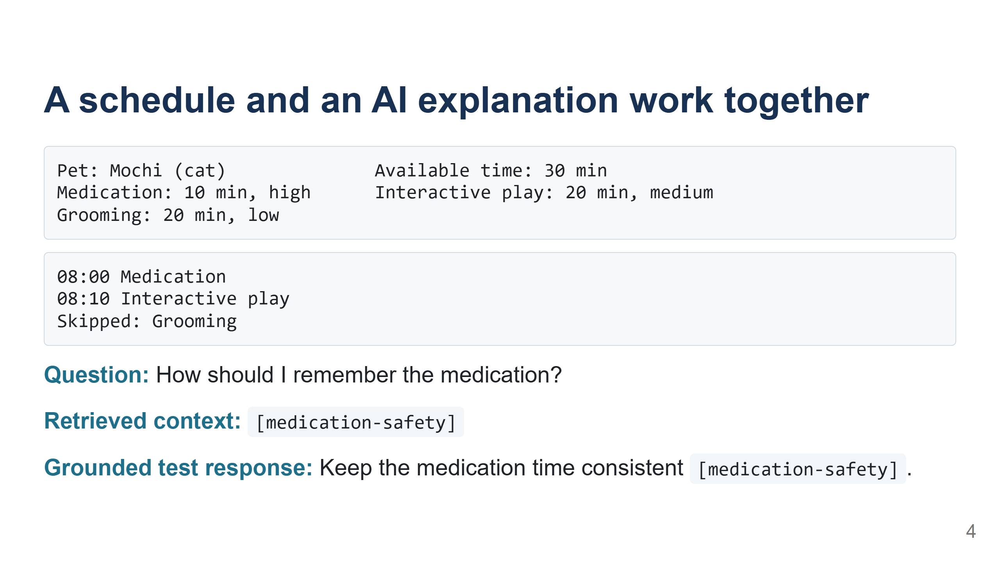 A schedule and an AI explanation work together
Pet: Mochi (cat)              Available time: 30 min
Medication: 10 min, high      Interactive play: 20 min, medium
Grooming: 20 min, low
08:00 Medication
08:10 Interactive play
Skipped: Grooming
Question: How should I remember the medication?
Retrieved context: [medication-safety]
Grounded test response: Keep the medication time consistent [medication-safety].
4